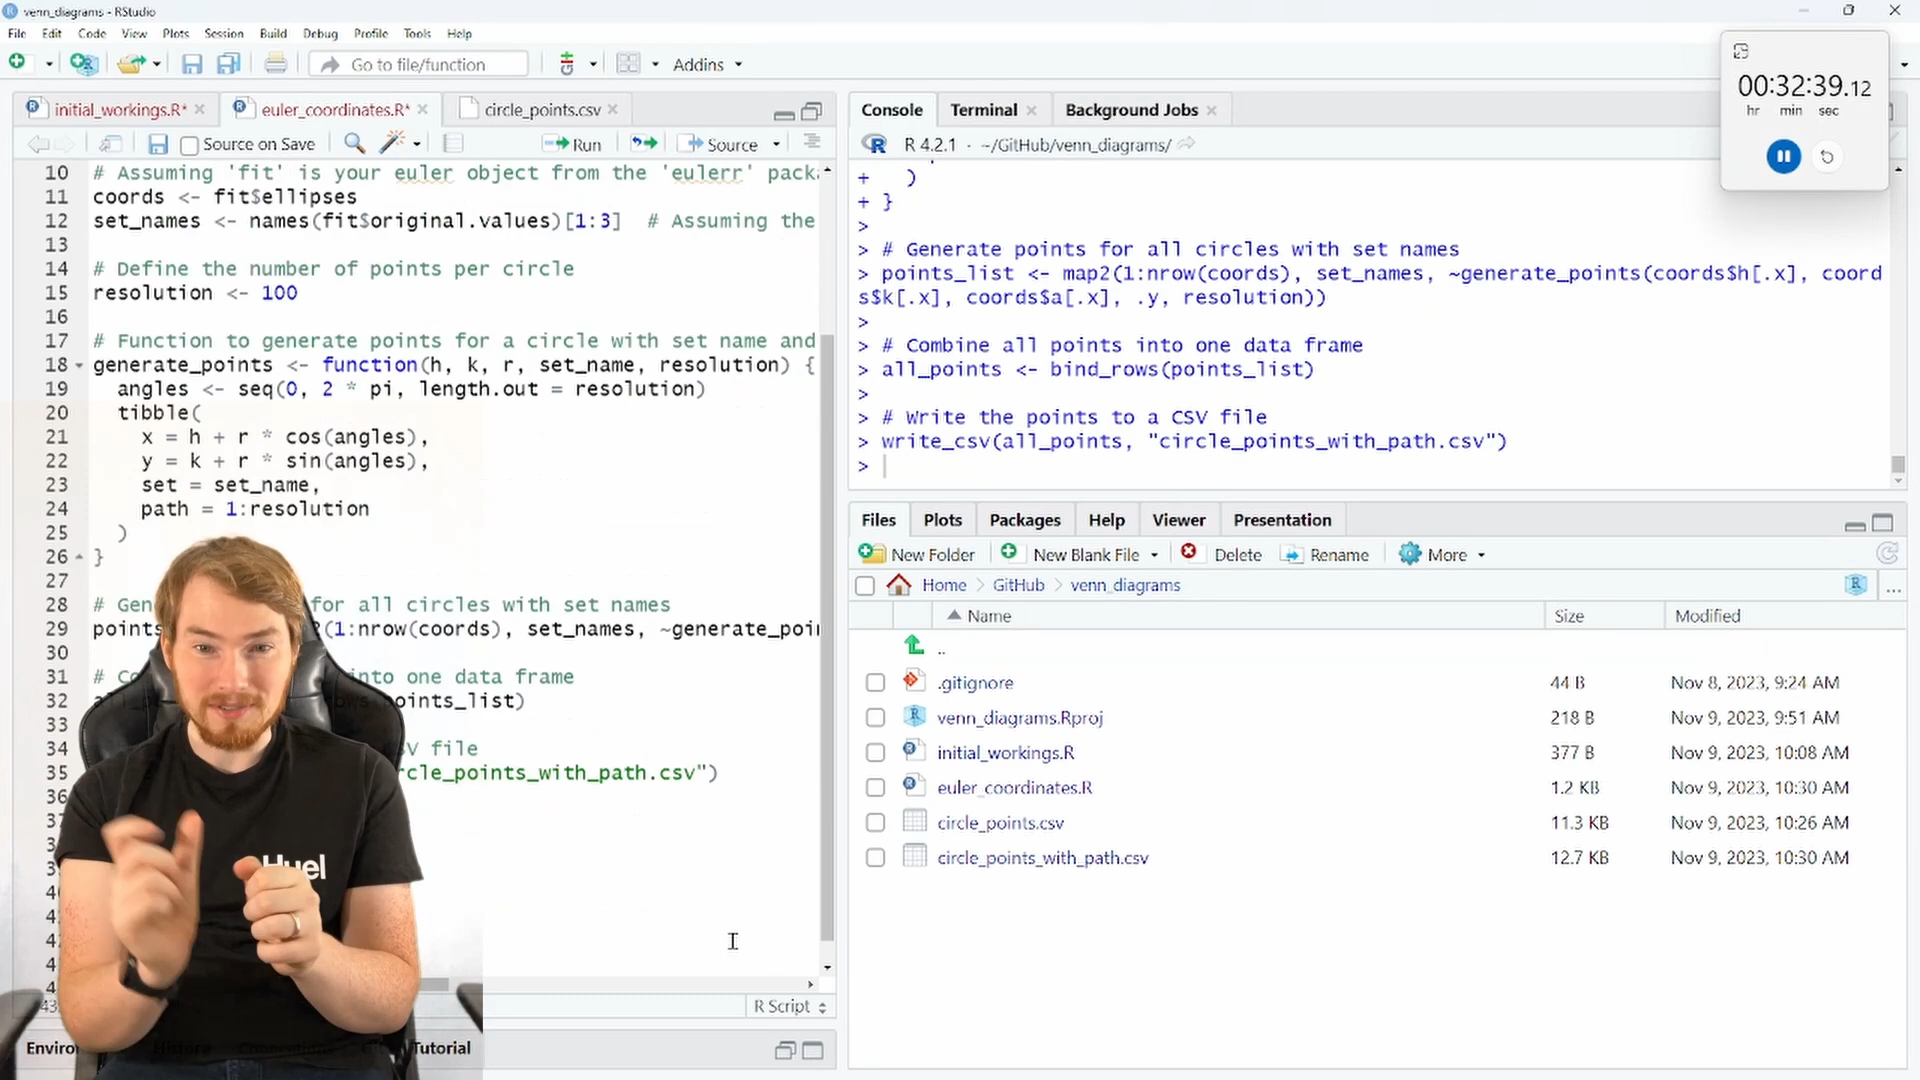 venn_diagrams - RStudio
File Edit Code View Plots Session Build Debug Profile Tools Help
Go to file/function Addins
00:32:39.12
hr min sec
initial_workings.R* euler_coordinates.R* circle_points.csv
Source on Save Run Source
10 # Assuming 'fit' is your euler object from the 'eulerr' pack
11 coords <- fit$ellipses
12 set_names <- names(fit$original.values)[1:3] # Assuming the
13
14 # Define the number of points per circle
15 resolution <- 100
16
17 # Function to generate points for a circle with set name and
18 generate_points <- function(h, k, r, set_name, resolution) {
19 angles <- seq(0, 2 * pi, length.out = resolution)
20 tibble(
21 x = h + r * cos(angles),
22 y = k + r * sin(angles),
23 set = set_name,
24 path = 1:resolution
25 )
26 }
27
28 # Gen for all circles with set names
29 points (1:nrow(coords), set_names, ~generate_poin
30
31 # Co into one data frame
32 all_p points_list)
33
34 SV file
35 rcle_points_with_path.csv")
36
Huel
R Script
Enviro History Connections Tutorial
Console Terminal Background Jobs
R 4.2.1 · ~/GitHub/venn_diagrams/
+ )
+ }
>
> # Generate points for all circles with set names
> points_list <- map2(1:nrow(coords), set_names, ~generate_points(coords$h[.x], coord
s$k[.x], coords$a[.x], .y, resolution))
>
> # Combine all points into one data frame
> all_points <- bind_rows(points_list)
>
> # Write the points to a CSV file
> write_csv(all_points, "circle_points_with_path.csv")
>
Files Plots Packages Help Viewer Presentation
New Folder New Blank File Delete Rename More
Home GitHub venn_diagrams
Name Size Modified
..
.gitignore 44 B Nov 8, 2023, 9:24 AM
venn_diagrams.Rproj 218 B Nov 9, 2023, 9:51 AM
initial_workings.R 377 B Nov 9, 2023, 10:08 AM
euler_coordinates.R 1.2 KB Nov 9, 2023, 10:30 AM
circle_points.csv 11.3 KB Nov 9, 2023, 10:26 AM
circle_points_with_path.csv 12.7 KB Nov 9, 2023, 10:30 AM